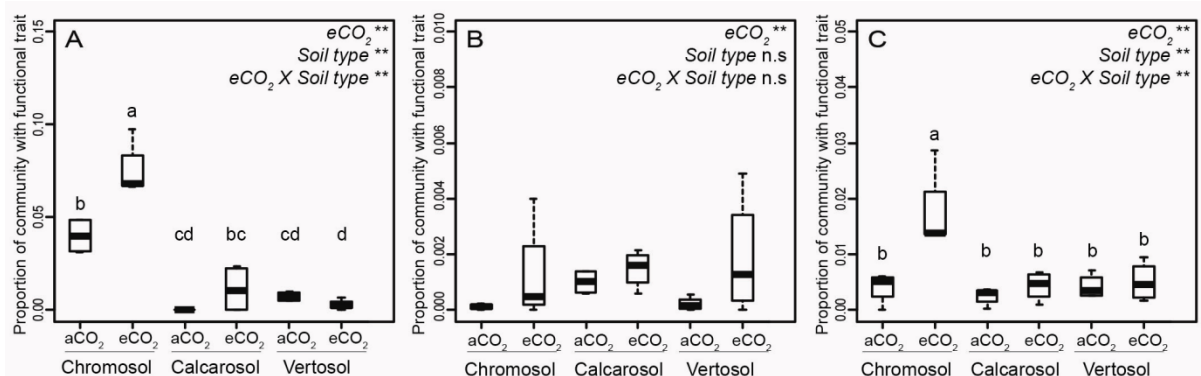 A
eCO₂ **
Soil type **
eCO₂ X Soil type **
Proportion of community with functional trait
0.15
0.10
0.05
0.00
a
b
cd
bc
cd
d
aCO₂ eCO₂ aCO₂ eCO₂ aCO₂ eCO₂
Chromosol Calcarosol Vertosol
B
eCO₂ **
Soil type n.s
eCO₂ X Soil type n.s
Proportion of community with functional trait
0.010
0.008
0.006
0.004
0.002
0.000
aCO₂ eCO₂ aCO₂ eCO₂ aCO₂ eCO₂
Chromosol Calcarosol Vertosol
C
eCO₂ **
Soil type **
eCO₂ X Soil type **
Proportion of community with functional trait
0.05
0.03
0.02
0.01
0.00
a
b
b
b
b
b
aCO₂ eCO₂ aCO₂ eCO₂ aCO₂ eCO₂
Chromosol Calcarosol Vertosol